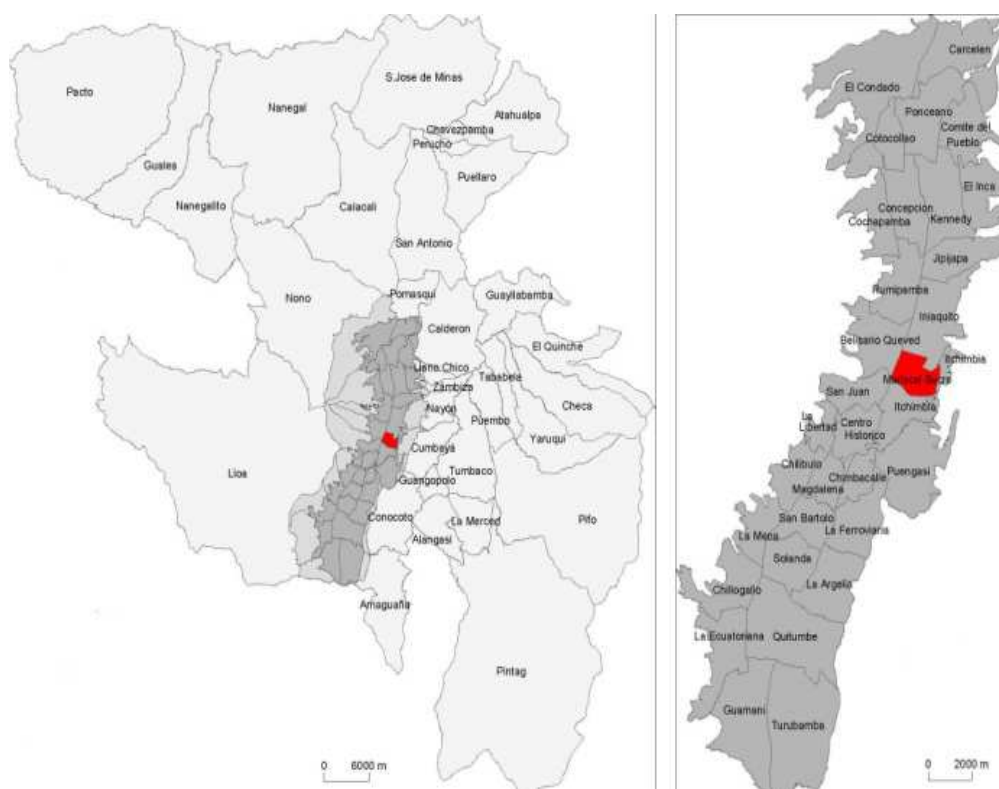 Pacto
Nanegal
S.Jose de Minas
Atahualpa
Chavezpamba
Perucho
Gualea
Puellaro
Nanegalito
Calacali
San Antonio
Nono
Pomasqui
Guayllabamba
Calderon
El Quinche
Llano Chico
Tababela
Zambiza
Checa
Nayon
Puembo
Yaruqui
Cumbaya
Lloa
Tumbaco
Guangopolo
Conocoto
La Merced
Pifo
Alangasi
Amaguaña
Pintag
0 6000 m
Carcelen
El Condado
Ponceano
Comite del
Pueblo
Cotocollao
El Inca
Concepcion
Cochapamba
Kennedy
Jipijapa
Rumipamba
Iniaquito
Belisario Queved
Itchimbia
San Juan
Itchimbia
La
Libertad
Centro
Historico
Chilibulo
Puengasi
Chimbacalle
Magdalena
San Bartolo
La Ferroviaria
La Mena
Solanda
La Argelia
Chillogallo
La Ecuatoriana
Quitumbe
Guamani
Turubamba
0 2000 m